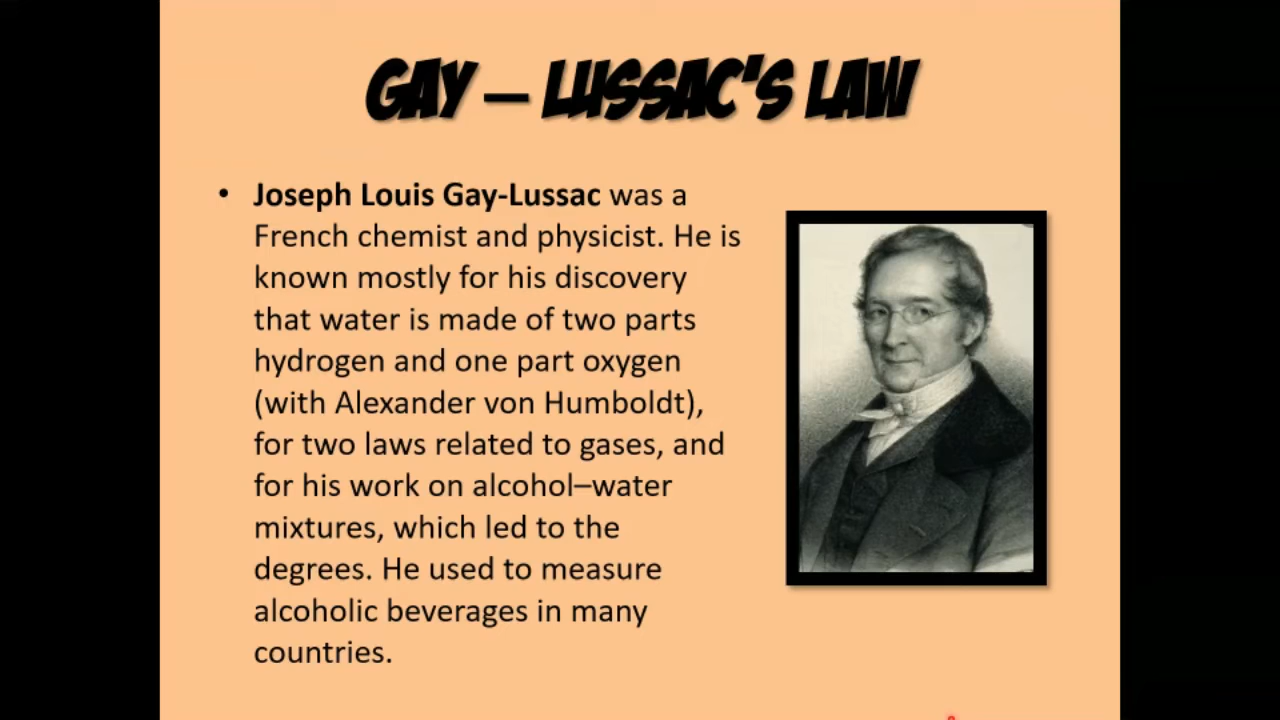 GAY – LUSSAC'S LAW
• Joseph Louis Gay-Lussac was a
French chemist and physicist. He is
known mostly for his discovery
that water is made of two parts
hydrogen and one part oxygen
(with Alexander von Humboldt),
for two laws related to gases, and
for his work on alcohol–water
mixtures, which led to the
degrees. He used to measure
alcoholic beverages in many
countries.